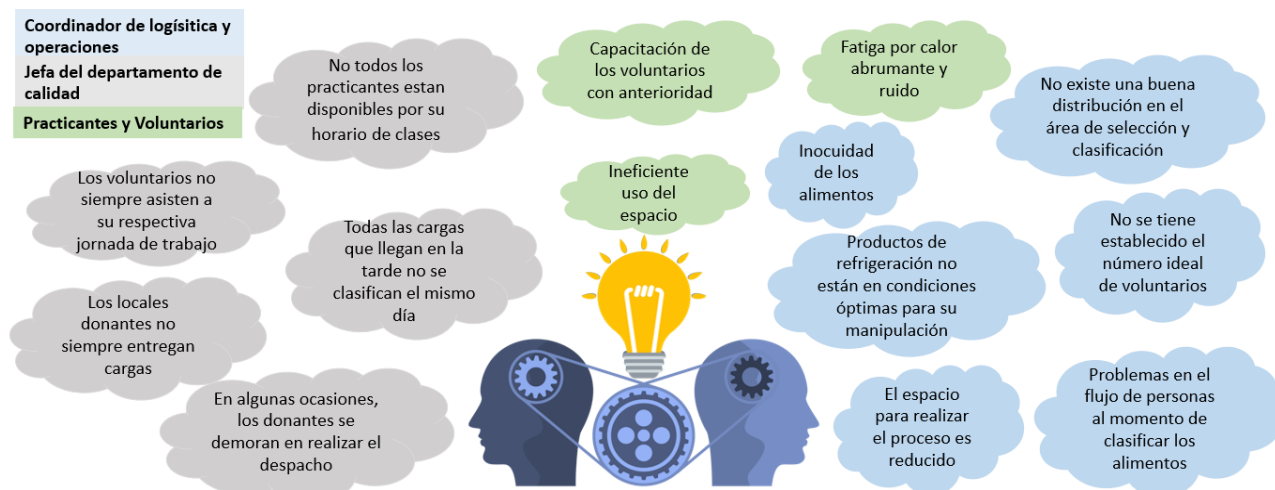 Coordinador de logísitica y
operaciones
Jefa del departamento de
calidad
Practicantes y Voluntarios
No todos los
practicantes estan
disponibles por su
horario de clases
Capacitación de
los voluntarios
con anterioridad
Fatiga por calor
abrumante y
ruido
No existe una buena
distribución en el
área de selección y
clasificación
Los voluntarios no
siempre asisten a
su respectiva
jornada de trabajo
Todas las cargas
que llegan en la
tarde no se
clasifican el mismo
día
Ineficiente
uso del
espacio
Inocuidad
de los
alimentos
No se tiene
establecido el
número ideal
de voluntarios
Productos de
refrigeración no
están en condiciones
óptimas para su
manipulación
Los locales
donantes no
siempre entregan
cargas
En algunas ocasiones,
los donantes se
demoran en realizar el
despacho
El espacio
para realizar
el proceso es
reducido
Problemas en el
flujo de personas
al momento de
clasificar los
alimentos